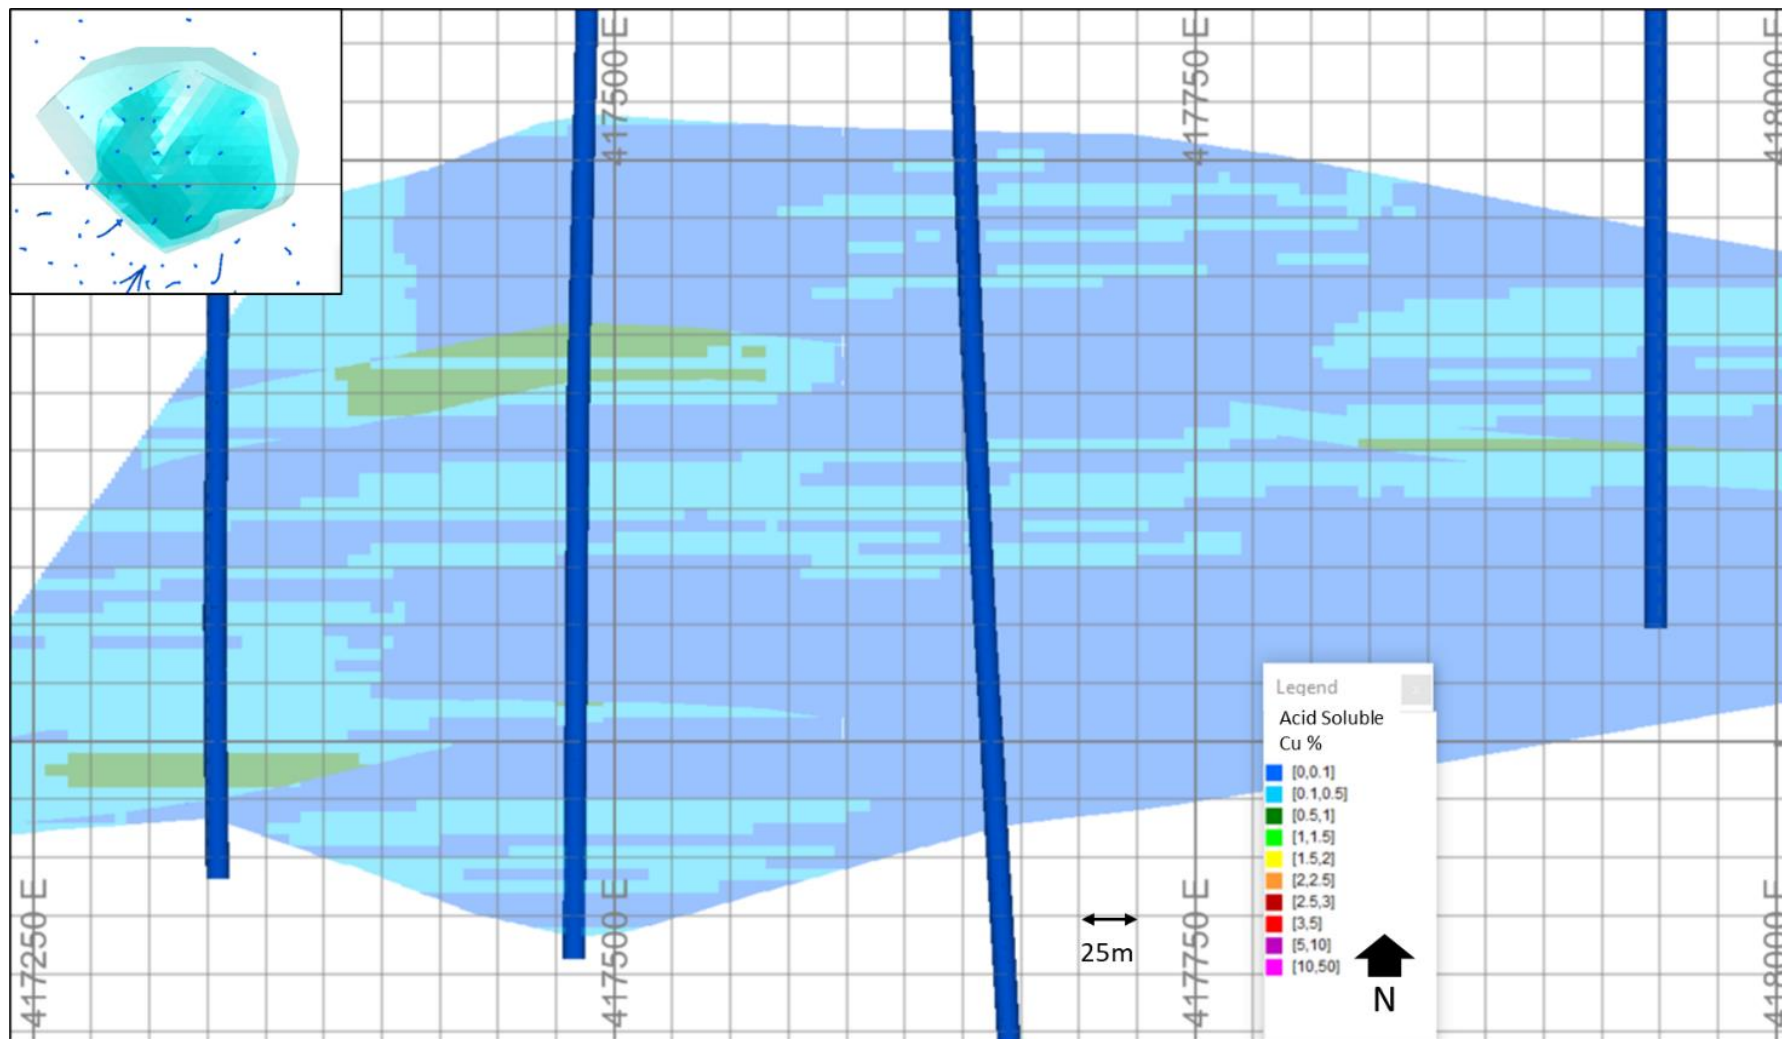 417500 E
417750 E
418000 E
Legend
Acid Soluble
Cu %
[0,0.1]
[0.1,0.5]
[0.5,1]
[1,1.5]
[1.5,2]
[2,2.5]
[2.5,3]
[3,5]
[5,10]
[10,50]
25m
N
417250 E
417500 E
417750 E
418000 E